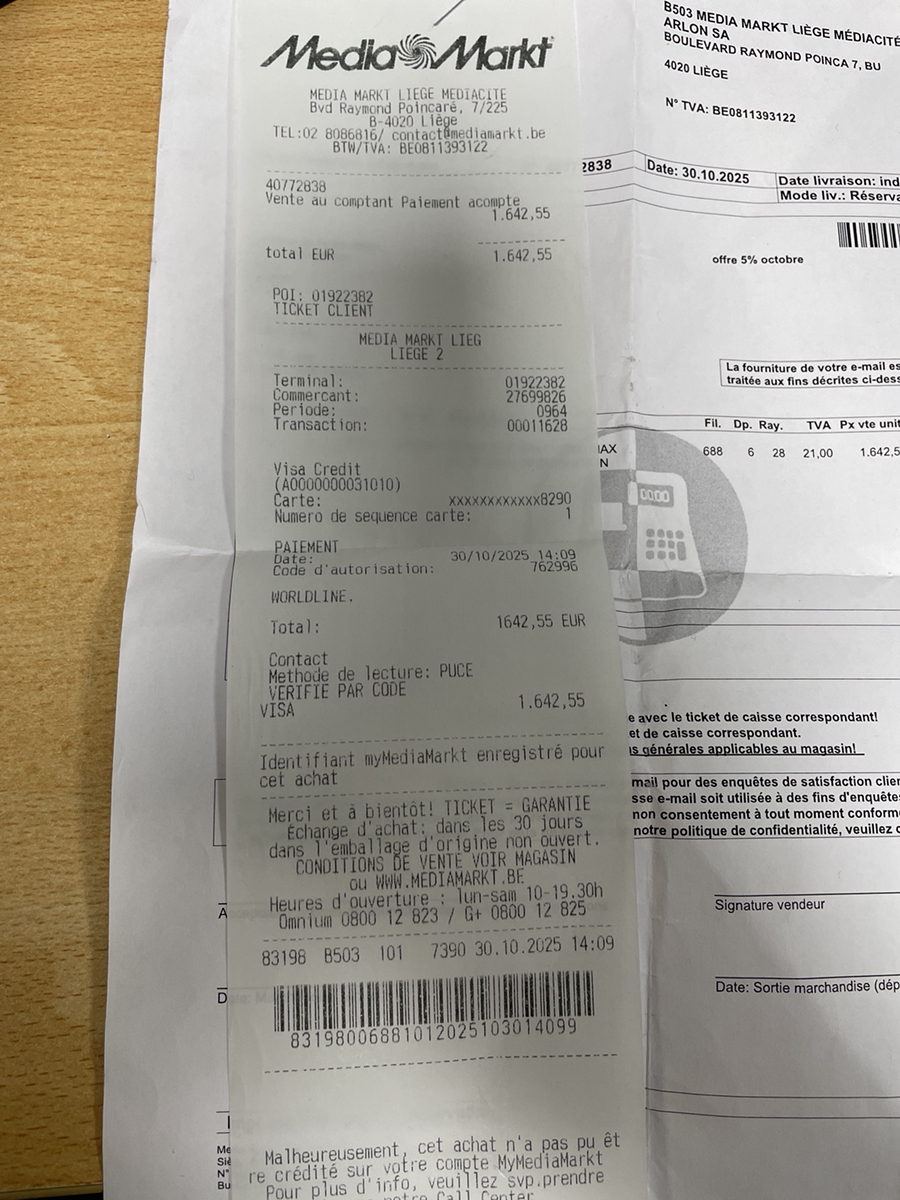 Media Markt
MEDIA MARKT LIEGE MEDIACITE
Bvd Raymond Poincaré, 7/225
B-4020 Liège
TEL:02 8086816/ contact@mediamarkt.be
BTW/TVA: BE0811393122
40772838
Vente au comptant Paiement acompte
1.642,55
total EUR 1.642,55
POI: 01922382
TICKET CLIENT
MEDIA MARKT LIEG
LIEGE 2
Terminal: 01922382
Commercant: 27699826
Periode: 0964
Transaction: 00011628
Visa Credit
(A0000000031010)
Carte: xxxxxxxxxxxx8290
Numero de sequence carte: 1
PAIEMENT
Date: 30/10/2025 14:09
Code d'autorisation: 762996
WORLDLINE.
Total: 1642,55 EUR
Contact
Methode de lecture: PUCE
VERIFIE PAR CODE
VISA 1.642,55
Identifiant myMediaMarkt enregistré pour
cet achat
Merci et à bientôt! TICKET = GARANTIE
Échange d'achat: dans les 30 jours
dans l'emballage d'origine non ouvert.
CONDITIONS DE VENTE VOIR MAGASIN
ou WWW.MEDIAMARKT.BE
Heures d'ouverture : lun-sam 10-19.30h
Omnium 0800 12 823 / G+ 0800 12 825
83198 B503 101 7390 30.10.2025 14:09
8319800688101202510301409​9
Malheureusement, cet achat n'a pas pu êt
re crédité sur votre compte MyMediaMarkt
Pour plus d'info, veuillez svp.prendre
Call Center
B503 MEDIA MARKT LIÈGE MÉDIACITÉ
ARLON SA
BOULEVARD RAYMOND POINCA 7, BU
4020 LIÈGE
N° TVA: BE0811393122
2838 Date: 30.10.2025 Date livraison: ind
Mode liv.: Réserva
offre 5% octobre
La fourniture de votre e-mail es
traitée aux fins décrites ci-dess
Fil. Dp. Ray. TVA Px vte unit
AX 688 6 28 21,00 1.642,5
N
e avec le ticket de caisse correspondant!
et de caisse correspondant.
s générales applicables au magasin!
mail pour des enquêtes de satisfaction clien
sse e-mail soit utilisée à des fins d'enquête
non consentement à tout moment conform
notre politique de confidentialité, veuillez c
Signature vendeur
Date: Sortie marchandise (dép
A
D
Me
Siè
N°
Bu